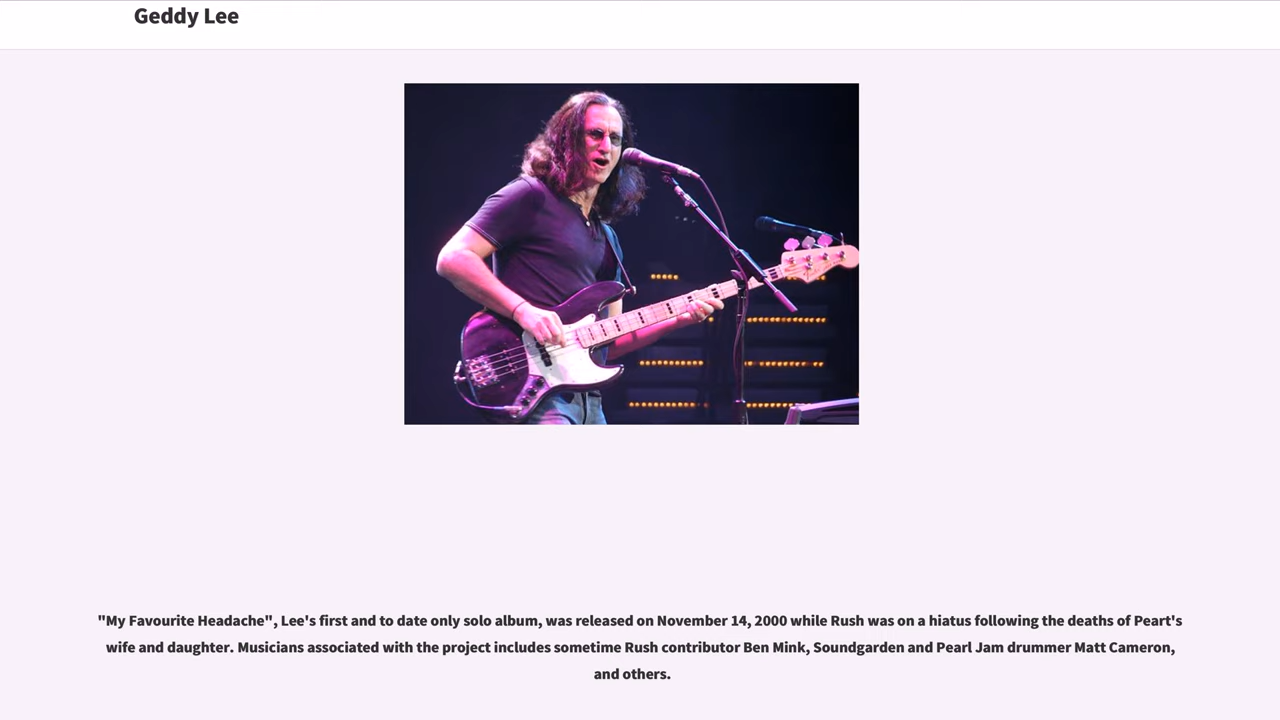 Geddy Lee
"My Favourite Headache", Lee's first and to date only solo album, was released on November 14, 2000 while Rush was on a hiatus following the deaths of Peart's
wife and daughter. Musicians associated with the project includes sometime Rush contributor Ben Mink, Soundgarden and Pearl Jam drummer Matt Cameron,
and others.